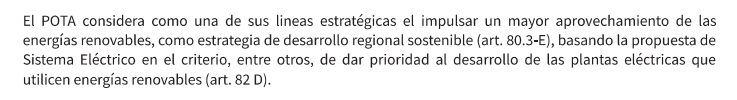 El POTA considera como una de sus lineas estratégicas el impulsar un mayor aprovechamiento de las
energías renovables, como estrategia de desarrollo regional sostenible (art. 80.3-E), basando la propuesta de
Sistema Eléctrico en el criterio, entre otros, de dar prioridad al desarrollo de las plantas eléctricas que
utilicen energías renovables (art. 82 D).